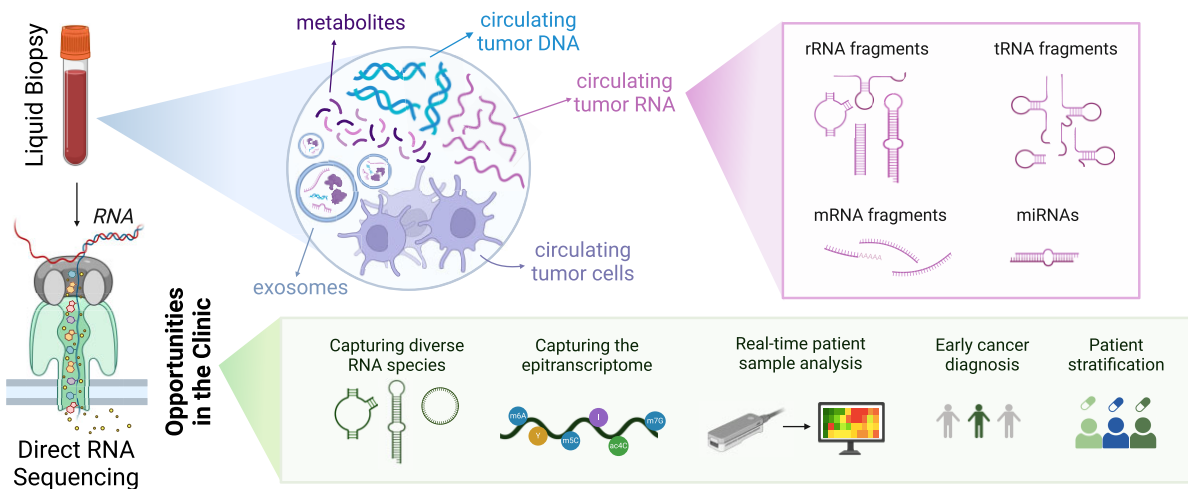 Liquid Biopsy
metabolites
circulating
tumor DNA
circulating
tumor RNA
exosomes
circulating
tumor cells
rRNA fragments
tRNA fragments
mRNA fragments
miRNAs
AAAAA
RNA
Direct RNA
Sequencing
Opportunities
in the Clinic
Capturing diverse
RNA species
Capturing the
epitranscriptome
m6A
Y
m5C
I
ac4C
m7G
Real-time patient
sample analysis
Early cancer
diagnosis
Patient
stratification